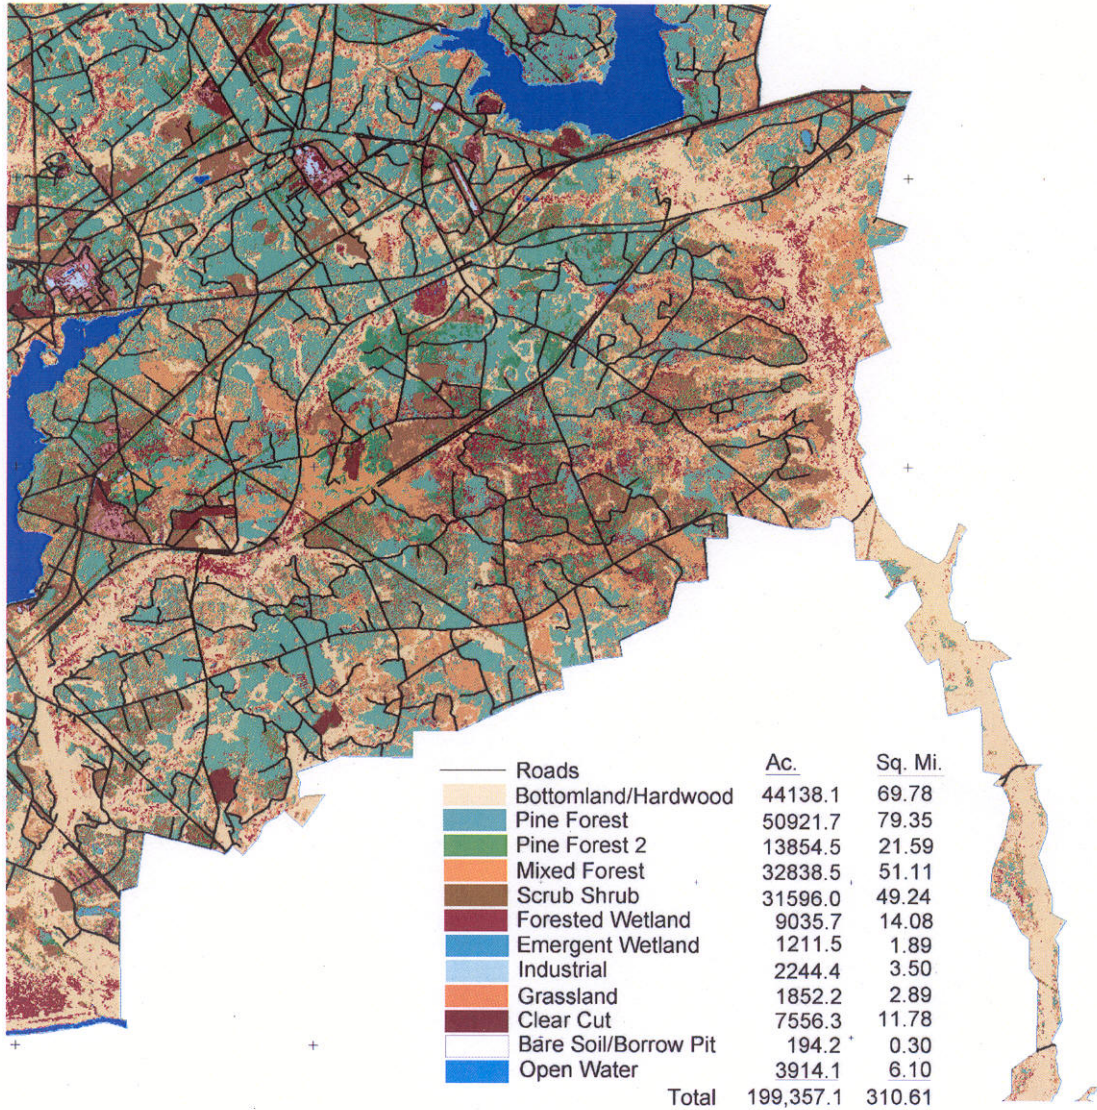 Ac. Sq. Mi.
Roads
Bottomland/Hardwood 44138.1 69.78
Pine Forest 50921.7 79.35
Pine Forest 2 13854.5 21.59
Mixed Forest 32838.5 51.11
Scrub Shrub 31596.0 49.24
Forested Wetland 9035.7 14.08
Emergent Wetland 1211.5 1.89
Industrial 2244.4 3.50
Grassland 1852.2 2.89
Clear Cut 7556.3 11.78
Bare Soil/Borrow Pit 194.2 0.30
Open Water 3914.1 6.10
Total 199,357.1 310.61